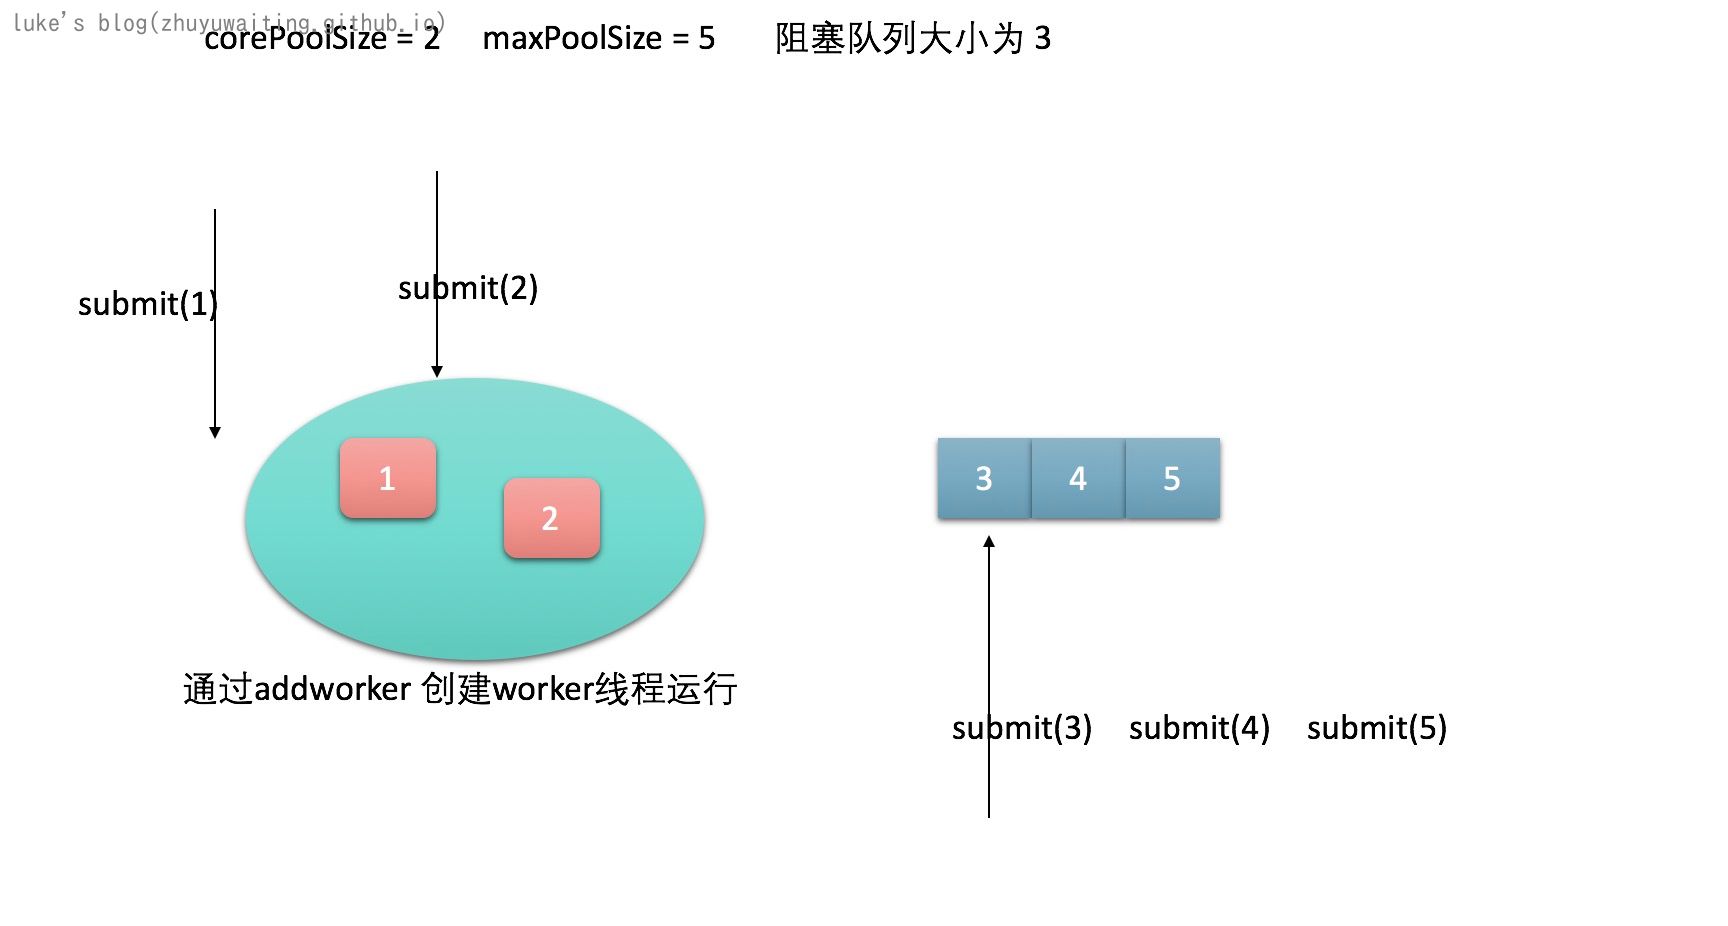 luke's blog(zhuyuwaiting.github.io)
corePoolSize = 2 maxPoolSize = 5 阻塞队列大小为 3
submit(1)
submit(2)
1
2
3 4 5
通过addworker 创建worker线程运行
submit(3) submit(4) submit(5)